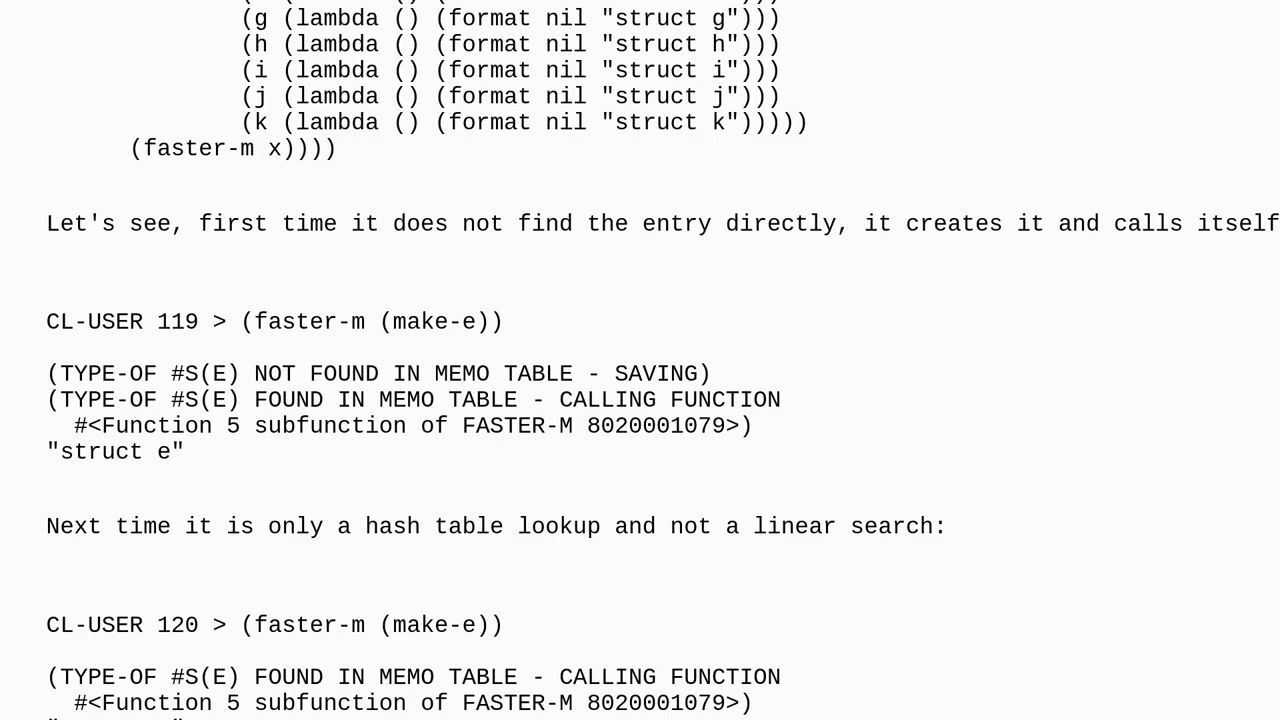 (g (lambda () (format nil "struct g")))
(h (lambda () (format nil "struct h")))
(i (lambda () (format nil "struct i")))
(j (lambda () (format nil "struct j")))
(k (lambda () (format nil "struct k")))))
(faster-m x))))
Let's see, first time it does not find the entry directly, it creates it and calls itself
CL-USER 119 > (faster-m (make-e))
(TYPE-OF #S(E) NOT FOUND IN MEMO TABLE - SAVING)
(TYPE-OF #S(E) FOUND IN MEMO TABLE - CALLING FUNCTION
#<Function 5 subfunction of FASTER-M 8020001079>)
"struct e"
Next time it is only a hash table lookup and not a linear search:
CL-USER 120 > (faster-m (make-e))
(TYPE-OF #S(E) FOUND IN MEMO TABLE - CALLING FUNCTION
#<Function 5 subfunction of FASTER-M 8020001079>)